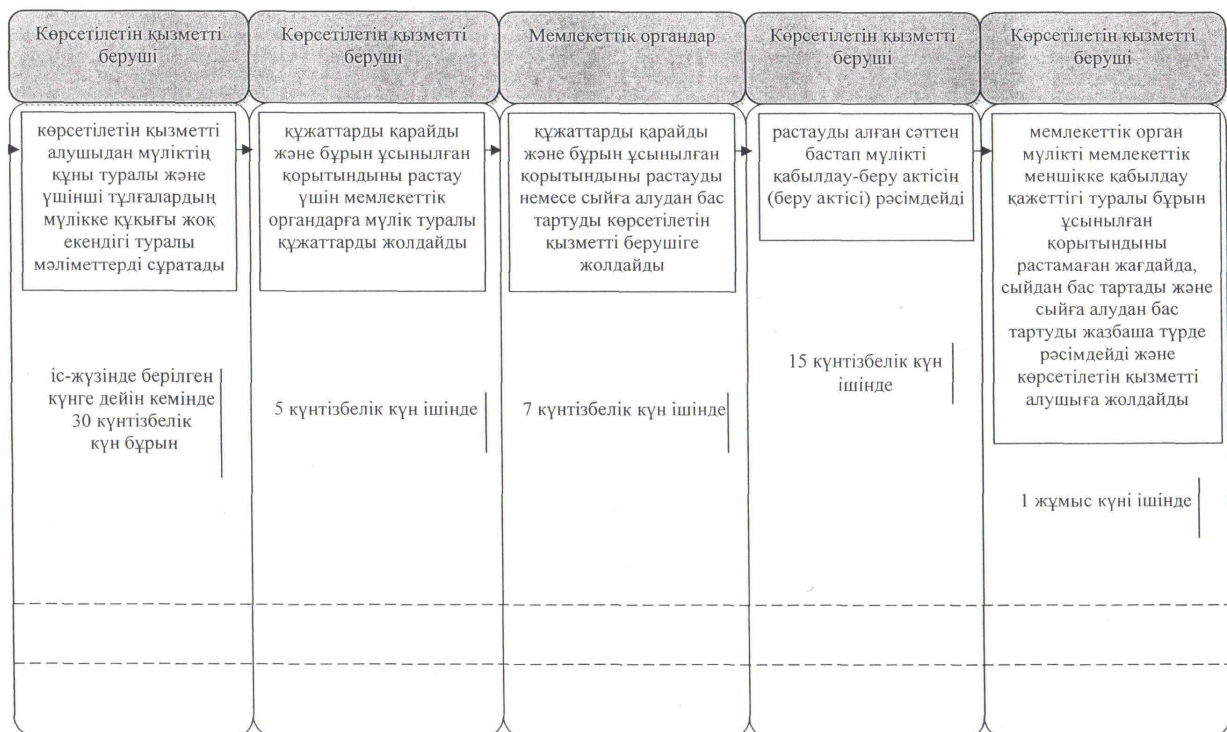 Көрсетілетін қызметті
беруші
Көрсетілетін қызметті
беруші
Мемлекеттік органдар
Көрсетілетін қызметті
беруші
Көрсетілетін қызметті
беруші
көрсетілетін қызметті
алушыдан мүліктің
құны туралы және
үшінші тұлғалардың
мүлікке құқығы жоқ
екендігі туралы
мәліметтерді сұратады
іс-жүзінде берілген
күнге дейін кемінде
30 күнтізбелік
күн бұрын
құжаттарды қарайды
және бұрын ұсынылған
қорытындыны растау
үшін мемлекеттік
органдарға мүлік туралы
құжаттарды жолдайды
5 күнтізбелік күн ішінде
құжаттарды қарайды
және бұрын ұсынылған
қорытындыны растауды
немесе сыйға алудан бас
тартуды көрсетілетін
қызметті берушіге
жолдайды
7 күнтізбелік күн ішінде
растауды алған сәттен
бастап мүлікті
қабылдау-беру актісін
(беру актісі) рәсімдейді
15 күнтізбелік күн
ішінде
мемлекеттік орган
мүлікті мемлекеттік
меншікке қабылдау
қажеттігі туралы бұрын
ұсынылған
қорытындыны
растамаған жағдайда,
сыйдан бас тартады және
сыйға алудан бас
тартуды жазбаша түрде
рәсімдейді және
көрсетілетін қызметті
алушыға жолдайды
1 жұмыс күні ішінде